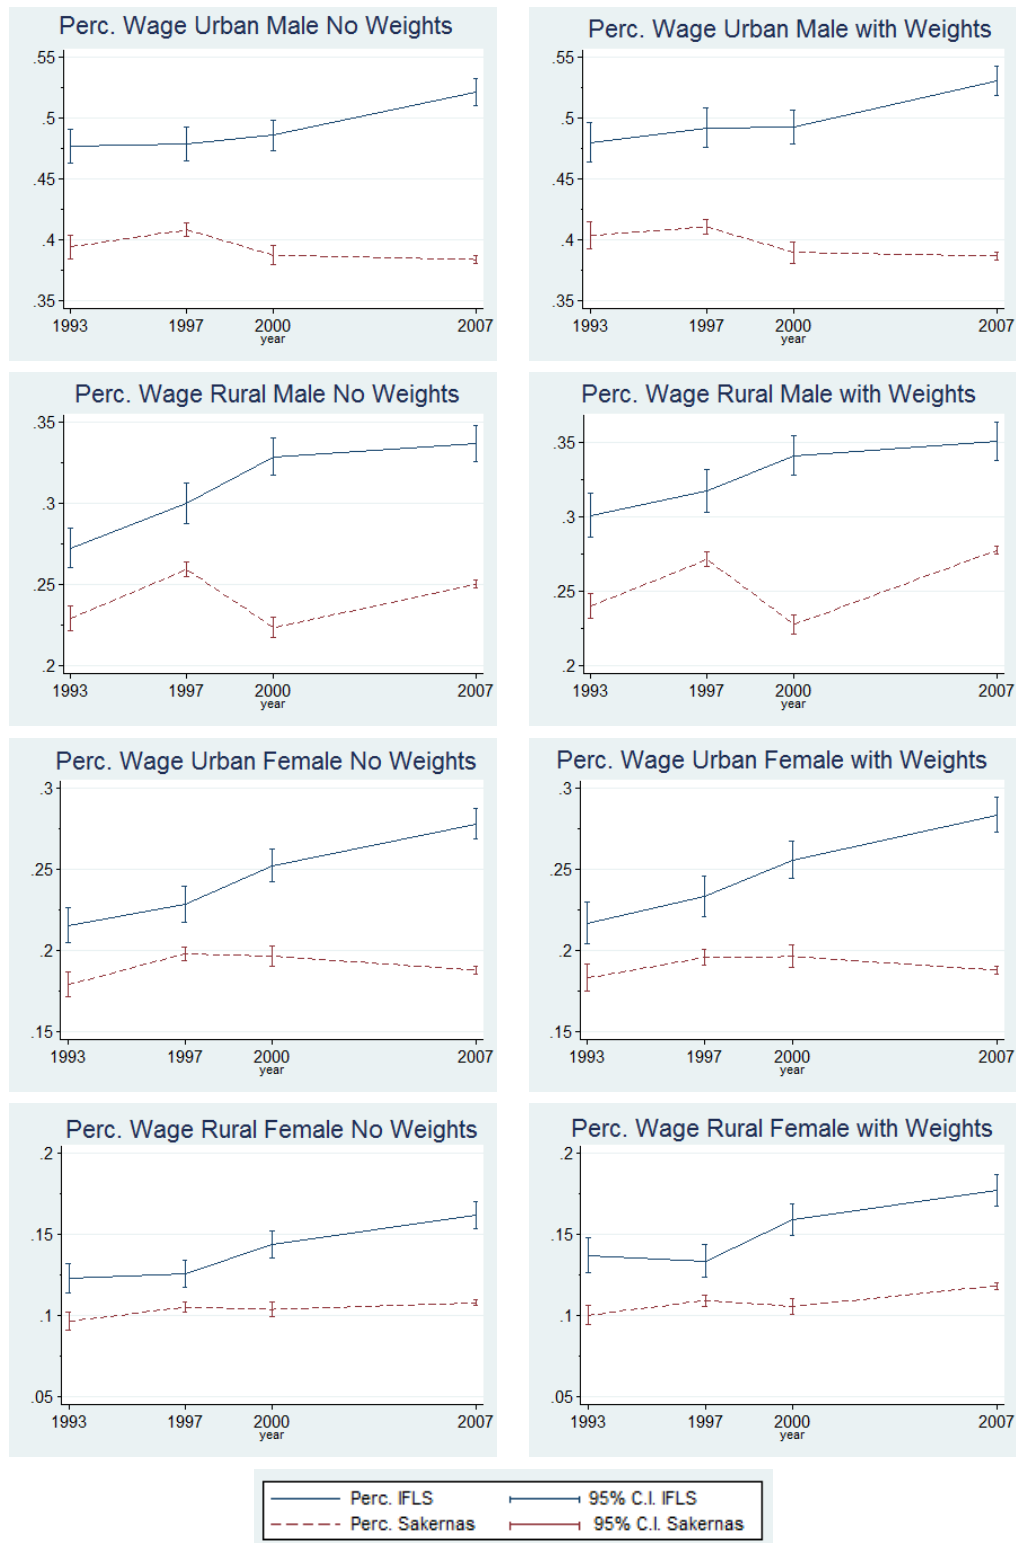 Perc. Wage Urban Male No Weights
.55
.5
.45
.4
.35
1993 1997 2000 2007
year
Perc. Wage Urban Male with Weights
.55
.5
.45
.4
.35
1993 1997 2000 2007
year
Perc. Wage Rural Male No Weights
.35
.3
.25
.2
1993 1997 2000 2007
year
Perc. Wage Rural Male with Weights
.35
.3
.25
.2
1993 1997 2000 2007
year
Perc. Wage Urban Female No Weights
.3
.25
.2
.15
1993 1997 2000 2007
year
Perc. Wage Urban Female with Weights
.3
.25
.2
.15
1993 1997 2000 2007
year
Perc. Wage Rural Female No Weights
.2
.15
.1
.05
1993 1997 2000 2007
year
Perc. Wage Rural Female with Weights
.2
.15
.1
.05
1993 1997 2000 2007
year
Perc. IFLS 95% C.I. IFLS
Perc. Sakernas 95% C.I. Sakernas